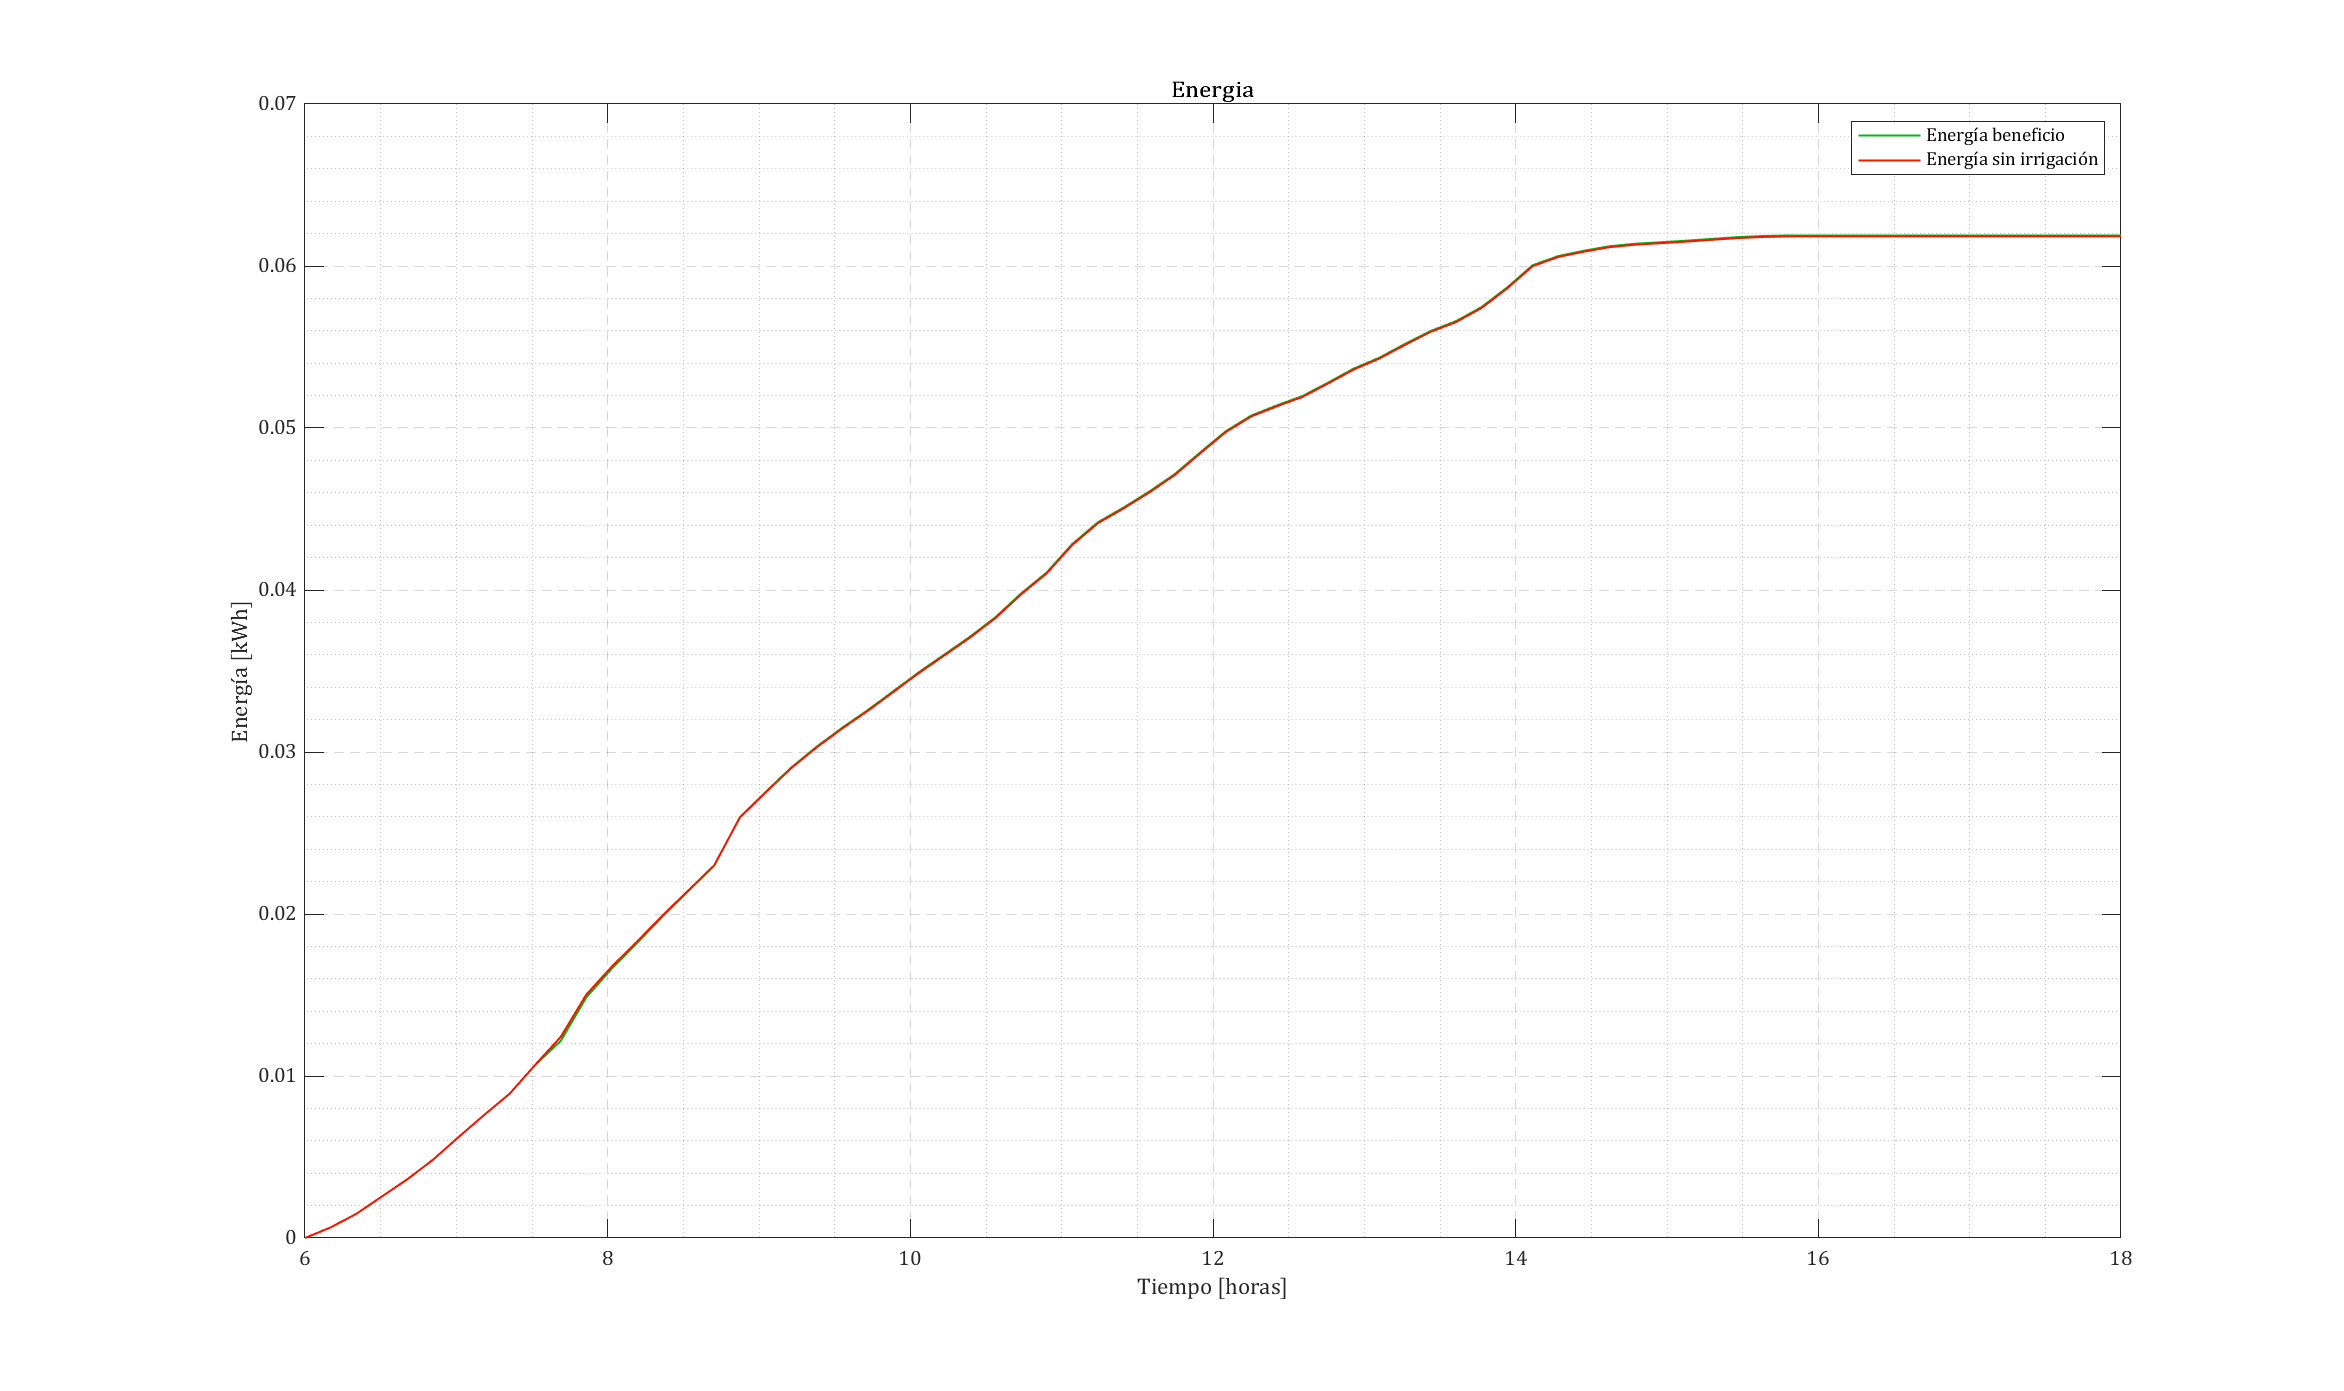 Energia
0.07
0.06
0.05
0.04
0.03
0.02
0.01
0
Energía [kWh]
Energía beneficio
Energía sin irrigación
6 8 10 12 14 16 18
Tiempo [horas]